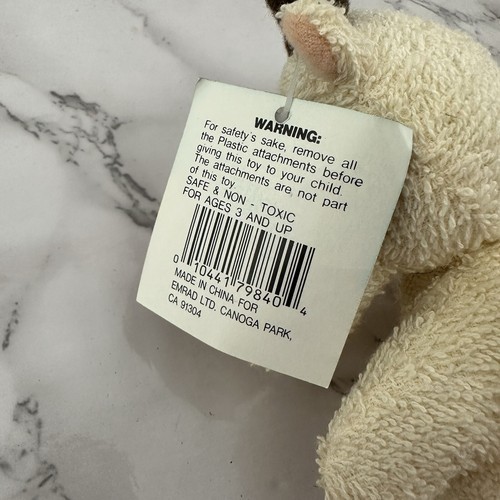 WARNING:
For safety's sake, remove all
the Plastic attachments before
giving this toy to your child.
The attachments are not part
of this toy.
SAFE & NON - TOXIC
FOR AGES 3 AND UP
0 10441 79840 4
MADE IN CHINA FOR
EMRAD LTD. CANOGA PARK,
CA 91304